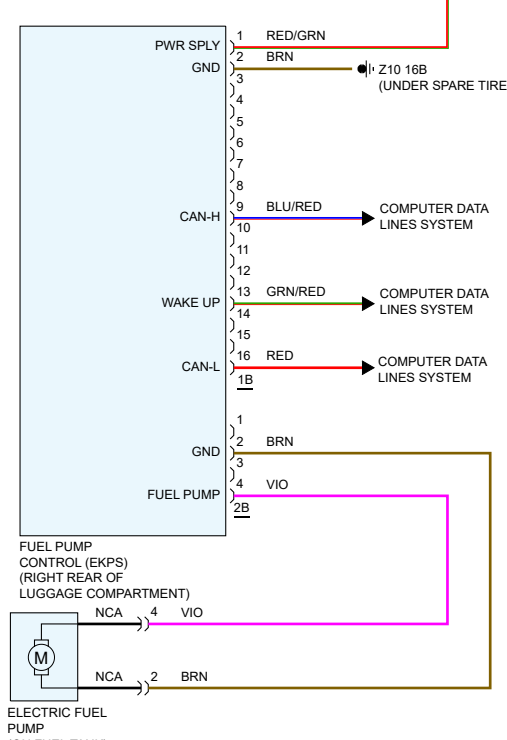 1 RED/GRN
PWR SPLY
2 BRN
GND
Z10 16B
3
(UNDER SPARE TIRE
4
5
6
7
8
9 BLU/RED
CAN-H
COMPUTER DATA
LINES SYSTEM
10
11
12
13 GRN/RED
WAKE UP
COMPUTER DATA
LINES SYSTEM
14
15
16 RED
CAN-L
COMPUTER DATA
LINES SYSTEM
1B
1
2 BRN
GND
3
4 VIO
FUEL PUMP
2B
FUEL PUMP
CONTROL (EKPS)
(RIGHT REAR OF
LUGGAGE COMPARTMENT)
NCA 4 VIO
M
NCA 2 BRN
ELECTRIC FUEL
PUMP